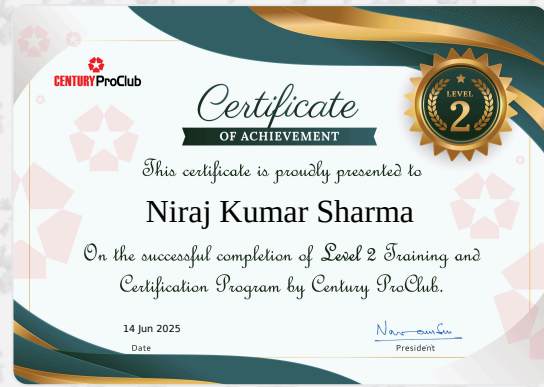 CENTURY ProClub
LEVEL
2
Certificate
OF ACHIEVEMENT
This certificate is proudly presented to
Niraj Kumar Sharma
On the successful completion of Level 2 Training and
Certification Program by Century ProClub.
14 Jun 2025
Date
President